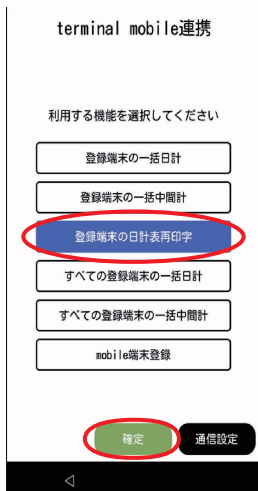 terminal mobile連携
利用する機能を選択してください
登録端末の一括日計
登録端末の一括中間計
登録端末の日計表再印字
すべての登録端末の一括日計
すべての登録端末の一括中間計
mobile端末登録
確定
通信設定